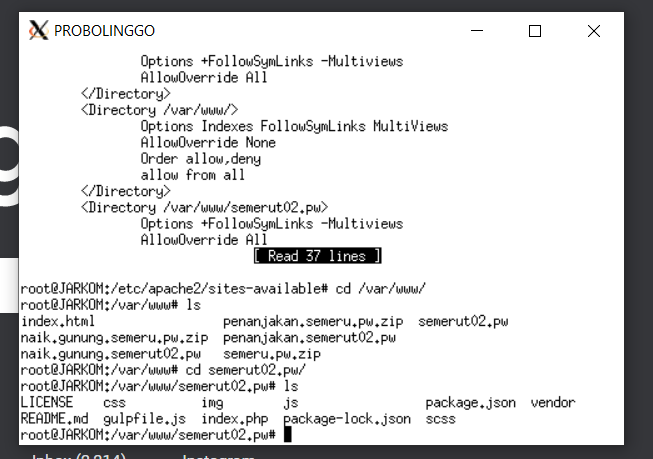 PROBOLINGGO
Options +FollowSymLinks -Multiviews
AllowOverride All
</Directory>
<Directory /var/www/>
Options Indexes FollowSymLinks MultiViews
AllowOverride None
Order allow,deny
allow from all
</Directory>
<Directory /var/www/semerut02.pw>
Options +FollowSymLinks -Multiviews
AllowOverride All
[ Read 37 lines ]
root@JARKOM:/etc/apache2/sites-available# cd /var/www/
root@JARKOM:/var/www# ls
index.html penanjakan.semeru.pw.zip semerut02.pw
naik.gunung.semeru.pw.zip penanjakan.semerut02.pw
naik.gunung.semerut02.pw semeru.pw.zip
root@JARKOM:/var/www# cd semerut02.pw/
root@JARKOM:/var/www/semerut02.pw# ls
LICENSE css img js package.json vendor
README.md gulpfile.js index.php package-lock.json scss
root@JARKOM:/var/www/semerut02.pw#